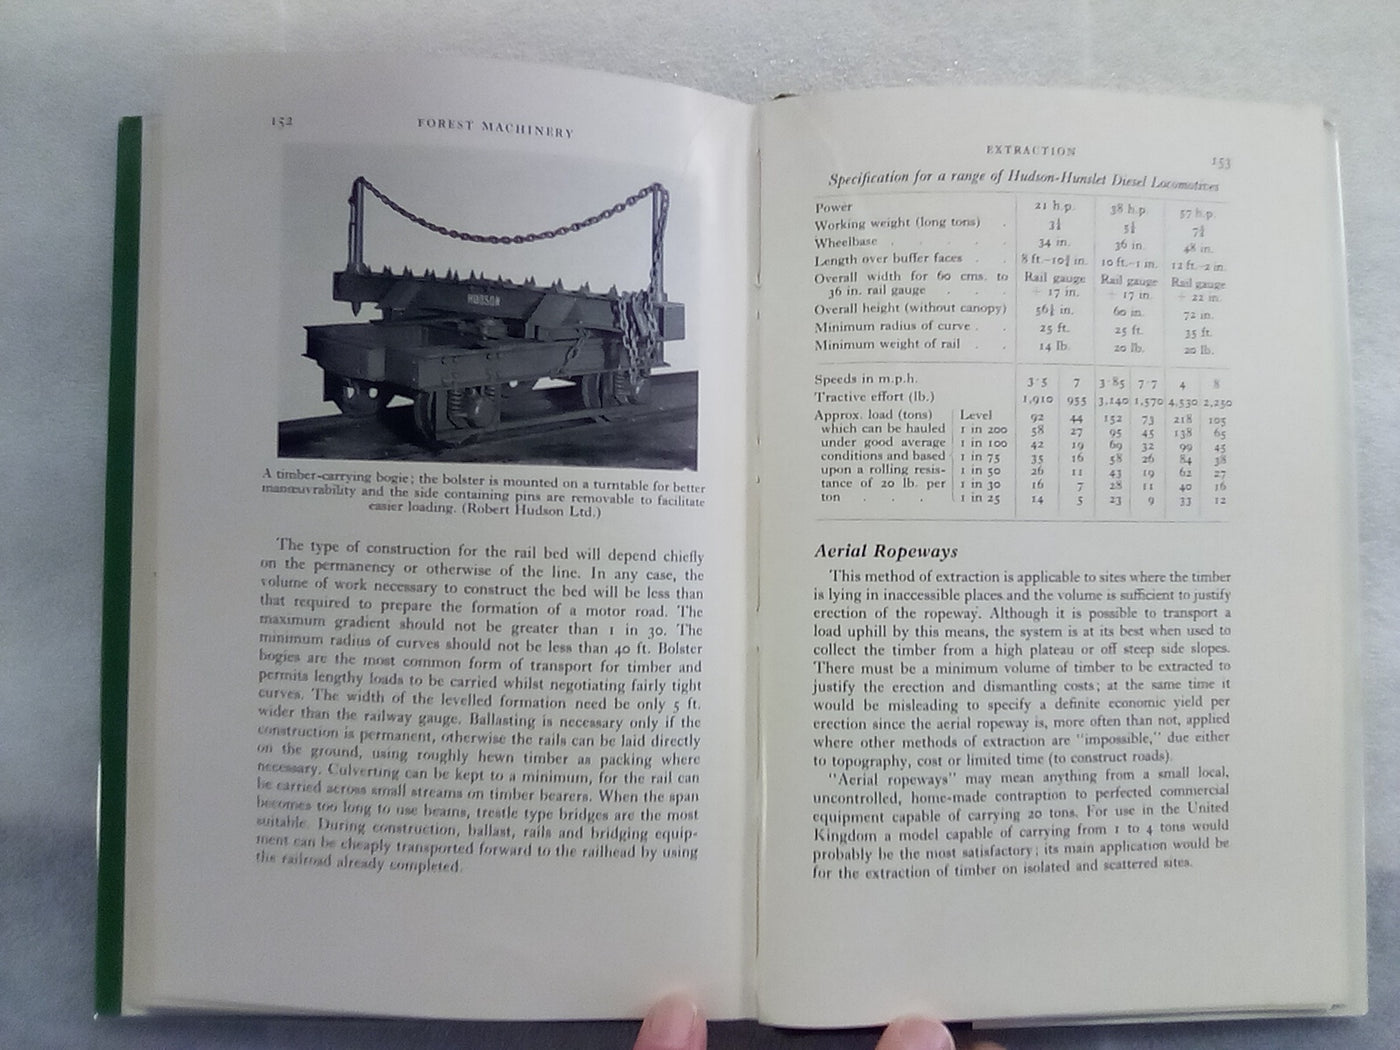 152
FOREST MACHINERY
HUDSON
A timber-carrying bogie; the bolster is mounted on a turntable for better
manœuvrability and the side containing pins are removable to facilitate
easier loading. (Robert Hudson Ltd.)
The type of construction for the rail bed will depend chiefly
on the permanency or otherwise of the line. In any case, the
volume of work necessary to construct the bed will be less than
that required to prepare the formation of a motor road. The
maximum gradient should not be greater than 1 in 30. The
minimum radius of curves should not be less than 40 ft. Bolster
bogies are the most common form of transport for timber and
permits lengthy loads to be carried whilst negotiating fairly tight
curves. The width of the levelled formation need be only 5 ft.
wider than the railway gauge. Ballasting is necessary only if the
construction is permanent, otherwise the rails can be laid directly
on the ground, using roughly hewn timber as packing where
necessary. Culverting can be kept to a minimum, for the rail can
be carried across small streams on timber bearers. When the span
becomes too long to use beams, trestle type bridges are the most
suitable. During construction, ballast, rails and bridging equip-
ment can be cheaply transported forward to the railhead by using
the railroad already completed.
EXTRACTION
153
Specification for a range of Hudson-Hunslet Diesel Locomotives
Power 21 h.p. 38 h.p. 57 h.p.
Working weight (long tons)
Wheelbase 34 in. 36 in. 48 in.
Length over buffer faces 10 ft.-1 in. 12 ft.-2 in.
Overall width for 60 cms. to Rail gauge Rail gauge Rail gauge
36 in. rail gauge + 17 in. + 17 in. + 22 in.
Overall height (without canopy) 60 in. 72 in.
Minimum radius of curve 25 ft. 25 ft. 35 ft.
Minimum weight of rail 14 lb. 20 lb. 20 lb.
Speeds in m.p.h. 3·5 7 3·85 7·7 4 8
Tractive effort (lb.) 1,910 955 3,140 1,570 4,530 2,250
Approx. load (tons) Level 92 44 152 73 218 105
which can be hauled 1 in 200 58 27 95 45 138 65
under good average 1 in 100 42 19 69 32 99 45
conditions and based 1 in 75 35 16 58 26 84 38
upon a rolling resis- 1 in 50 26 11 43 19 62 27
tance of 20 lb. per 1 in 30 16 7 28 11 40 16
ton 1 in 25 14 5 23 9 33 12
Aerial Ropeways
This method of extraction is applicable to sites where the timber
is lying in inaccessible places and the volume is sufficient to justify
erection of the ropeway. Although it is possible to transport a
load uphill by this means, the system is at its best when used to
collect the timber from a high plateau or off steep side slopes.
There must be a minimum volume of timber to be extracted to
justify the erection and dismantling costs; at the same time it
would be misleading to specify a definite economic yield per
erection since the aerial ropeway is, more often than not, applied
where other methods of extraction are "impossible," due either
to topography, cost or limited time (to construct roads).
"Aerial ropeways" may mean anything from a small local,
uncontrolled, home-made contraption to perfected commercial
equipment capable of carrying 20 tons. For use in the United
Kingdom a model capable of carrying from 1 to 4 tons would
probably be the most satisfactory; its main application would be
for the extraction of timber on isolated and scattered sites.